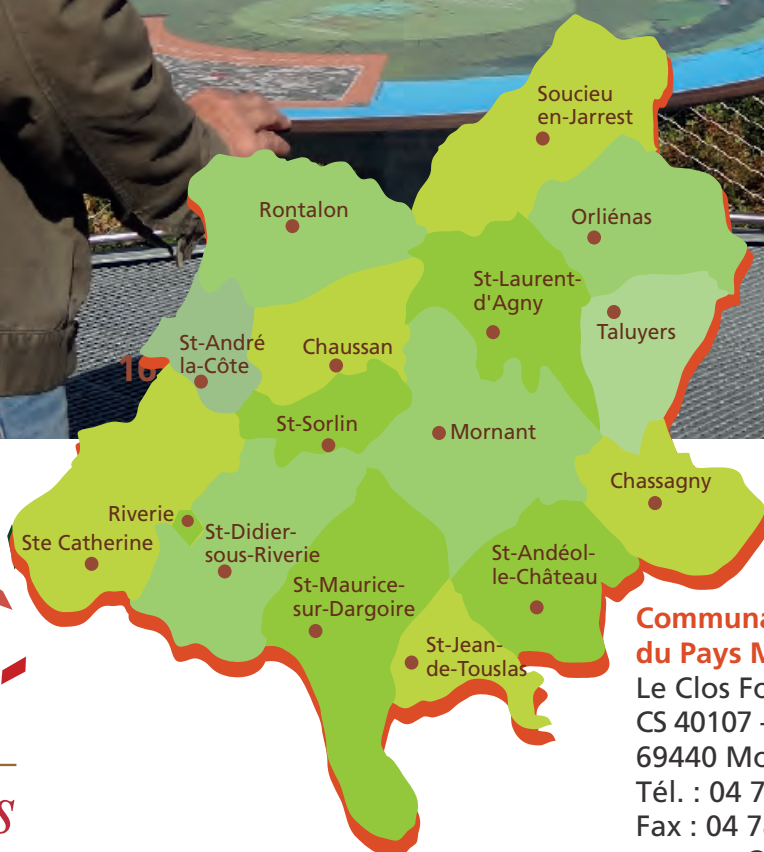 Soucieu
en-Jarrest
Rontalon
Orliénas
St-Laurent-
d'Agny
Taluyers
St-André
la-Côte
Chaussan
16
St-Sorlin
Mornant
Chassagny
Riverie
Ste Catherine
St-Didier-
sous-Riverie
St-Andéol-
le-Château
St-Maurice-
sur-Dargoire
St-Jean-
de-Touslas
Communa
du Pays M
Le Clos Fo
CS 40107 -
69440 Mo
Tél. : 04 7
Fax : 04 7
s